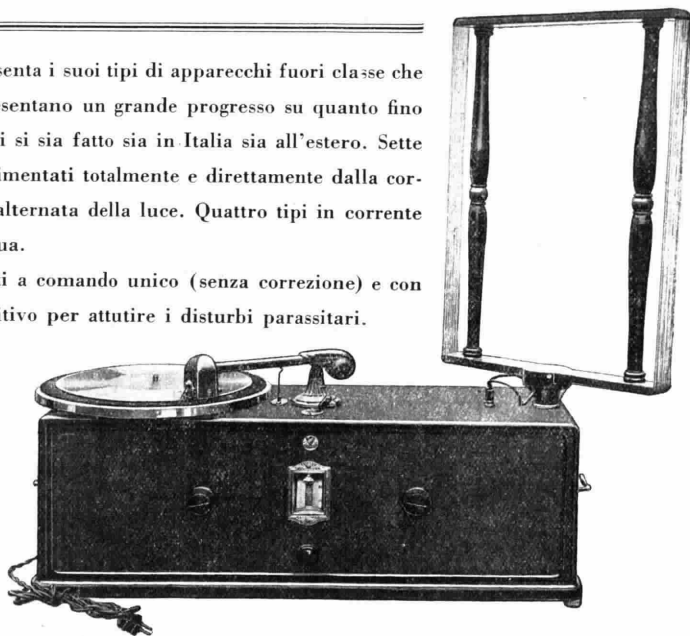 senta i suoi tipi di apparecchi fuori classe che
sentano un grande progresso su quanto fino
i si sia fatto sia in Italia sia all'estero. Sette
imentati totalmente e direttamente dalla cor-
alternata della luce. Quattro tipi in corrente
ua.
i a comando unico (senza correzione) e con
itivo per attutire i disturbi parassitari.